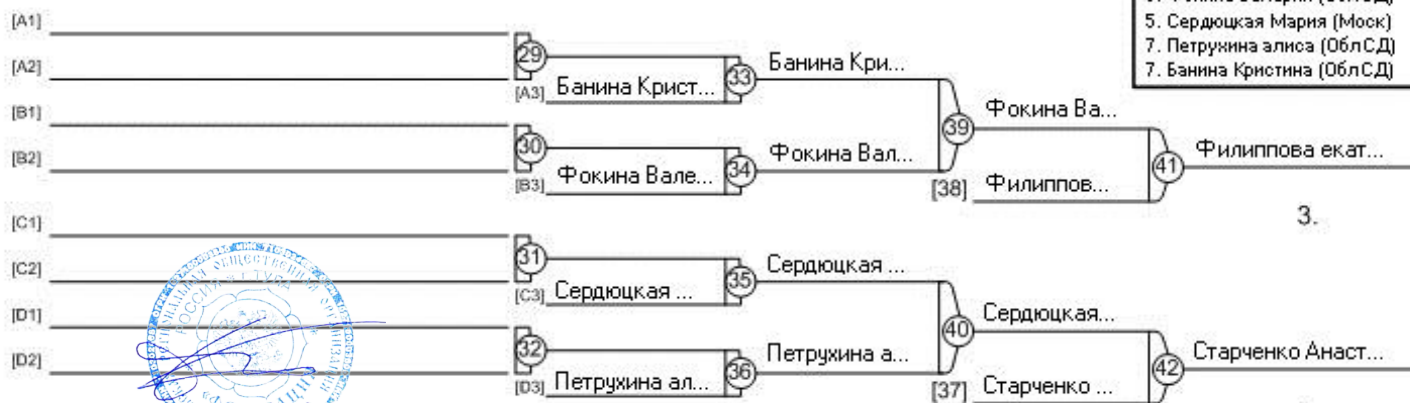 5. Сердюцкая Мария (Моск)
7. Петрухина алиса (ОблСД)
7. Банина Кристина (ОблСД)
[A1]
[A2]
29
[A3] Банина Крист...
33
Банина Кри...
[B1]
[B2]
30
[B3] Фокина Вале...
34
Фокина Вал...
39
Фокина Ва...
[38] Филиппов...
41
Филиппова екат...
3.
[C1]
[C2]
31
[C3] Сердюцкая ...
35
Сердюцкая ...
[D1]
[D2]
32
[D3] Петрухина ал...
36
Петрухина а...
40
Сердюцкая...
[37] Старченко ...
42
Старченко Анаст...